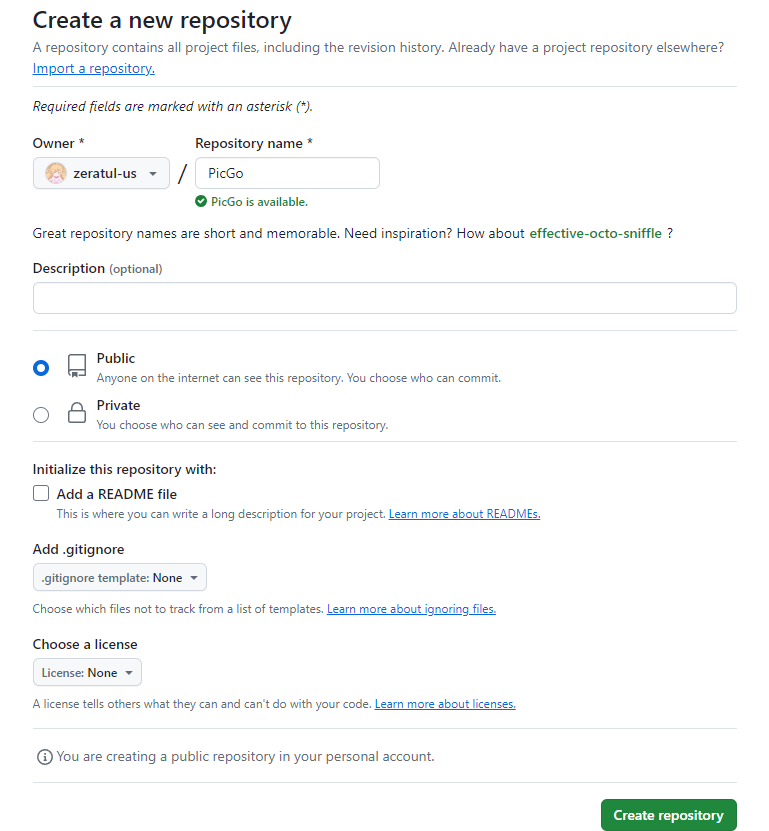 Create a new repository
A repository contains all project files, including the revision history. Already have a project repository elsewhere?
Import a repository.
Required fields are marked with an asterisk (*).
Owner *
Repository name *
zeratul-us
/
PicGo
PicGo is available.
Great repository names are short and memorable. Need inspiration? How about effective-octo-sniffle ?
Description (optional)
Public
Anyone on the internet can see this repository. You choose who can commit.
Private
You choose who can see and commit to this repository.
Initialize this repository with:
Add a README file
This is where you can write a long description for your project. Learn more about READMEs.
Add .gitignore
.gitignore template: None
Choose which files not to track from a list of templates. Learn more about ignoring files.
Choose a license
License: None
A license tells others what they can and can't do with your code. Learn more about licenses.
You are creating a public repository in your personal account.
Create repository